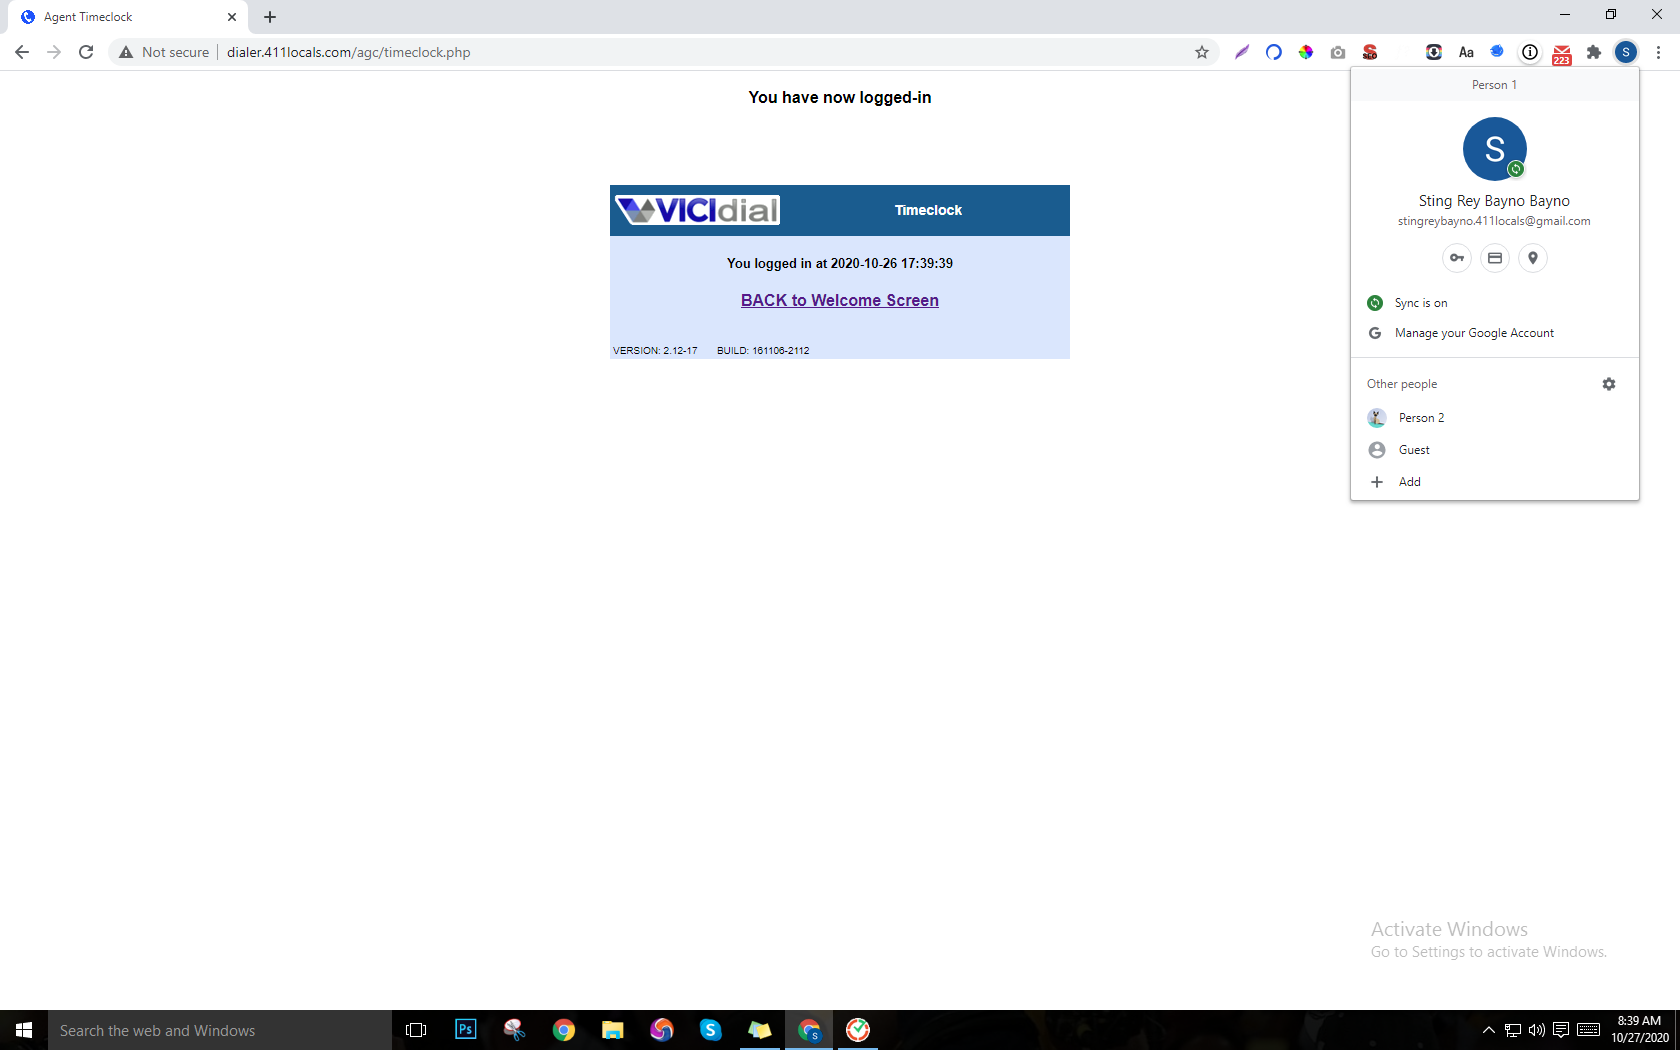 Agent Timeclock
Not secure
dialer.411locals.com/agc/timeclock.php
SEO
Aa
223
S
You have now logged-in
VICIdial
Timeclock
You logged in at 2020-10-26 17:39:39
BACK to Welcome Screen
VERSION: 2.12-17 BUILD: 161106-2112
Person 1
S
Sting Rey Bayno Bayno
stingreybayno.411locals@gmail.com
Sync is on
G Manage your Google Account
Other people
Person 2
Guest
Add
Activate Windows
Go to Settings to activate Windows.
Search the web and Windows
Ps
S
S
8:39 AM
10/27/2020